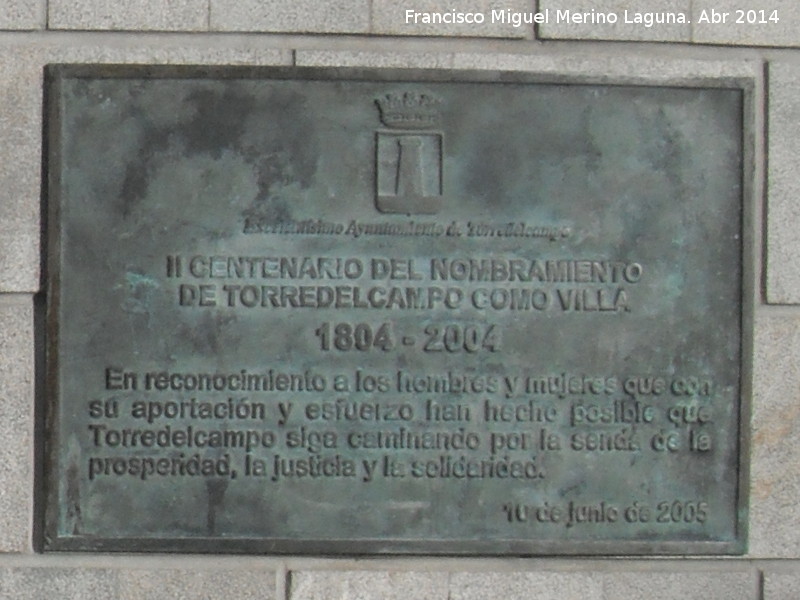 Francisco Miguel Merino Laguna. Abr 2014
Excelentísimo Ayuntamiento de Torredelcampo
II CENTENARIO DEL NOMBRAMIENTO
DE TORREDELCAMPO COMO VILLA
1804 - 2004
En reconocimiento a los hombres y mujeres que con
su aportación y esfuerzo han hecho posible que
Torredelcampo siga caminando por la senda de la
prosperidad, la justicia y la solidaridad.
10 de junio de 2005